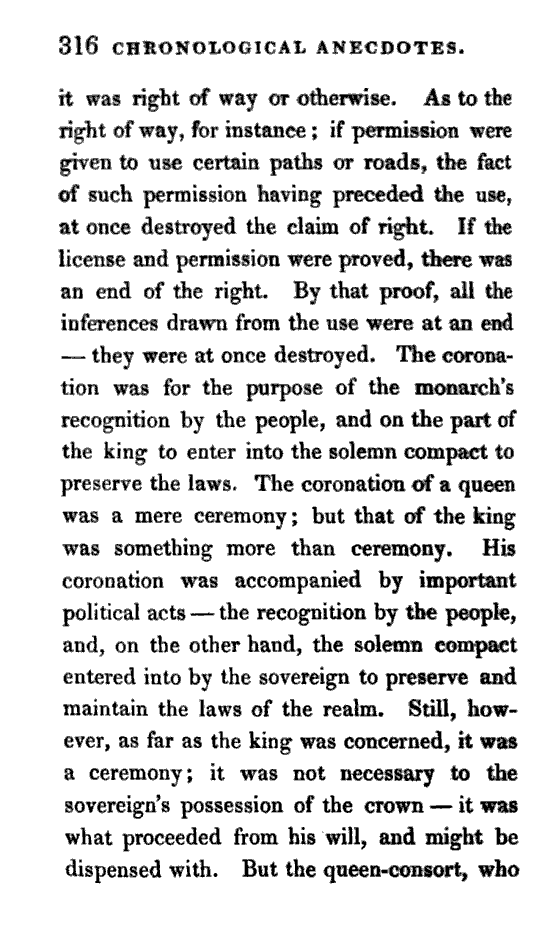 316 CHRONOLOGICAL ANECDOTES.
it was right of way or otherwise. As to the
right of way, for instance; if permission were
given to use certain paths or roads, the fact
of such permission having preceded the use,
at once destroyed the claim of right. If the
license and permission were proved, there was
an end of the right. By that proof, all the
inferences drawn from the use were at an end
— they were at once destroyed. The corona-
tion was for the purpose of the monarch's
recognition by the people, and on the part of
the king to enter into the solemn compact to
preserve the laws. The coronation of a queen
was a mere ceremony; but that of the king
was something more than ceremony. His
coronation was accompanied by important
political acts — the recognition by the people,
and, on the other hand, the solemn compact
entered into by the sovereign to preserve and
maintain the laws of the realm. Still, how-
ever, as far as the king was concerned, it was
a ceremony; it was not necessary to the
sovereign's possession of the crown — it was
what proceeded from his will, and might be
dispensed with. But the queen-consort, who